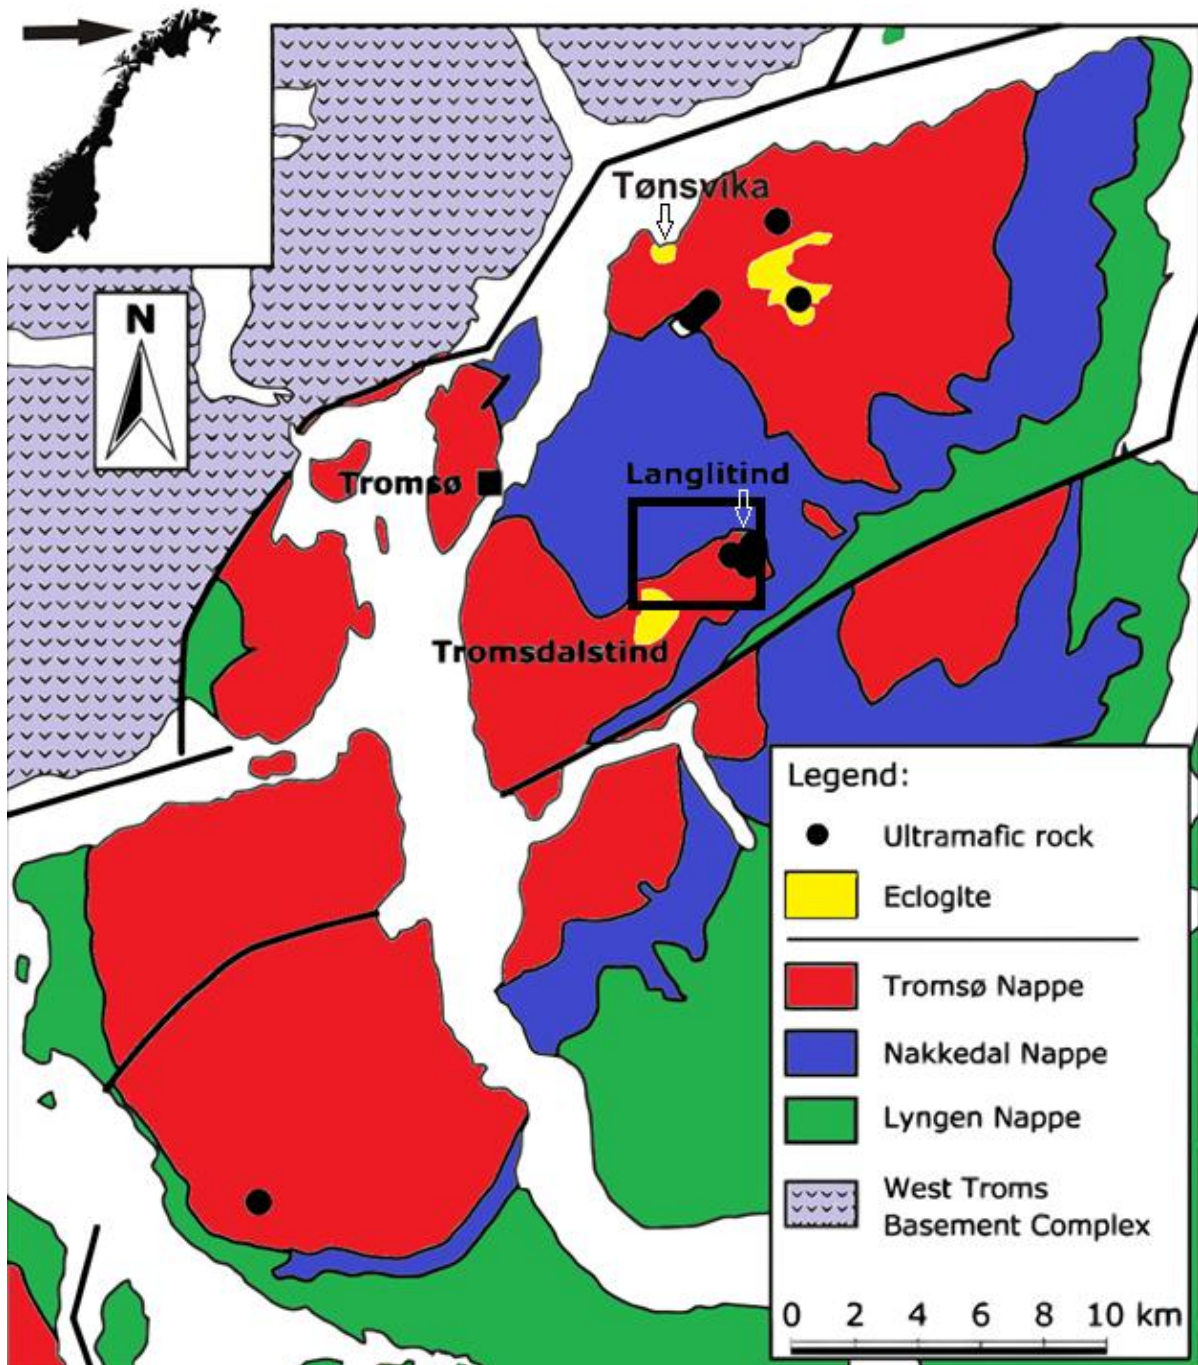 N
Tønsvika
Langlitind
Tromsø
Tromsdalstind
Legend:
Ultramafic rock
Eclogite
Tromsø Nappe
Nakkedal Nappe
Lyngen Nappe
West Troms
Basement Complex
0 2 4 6 8 10 km